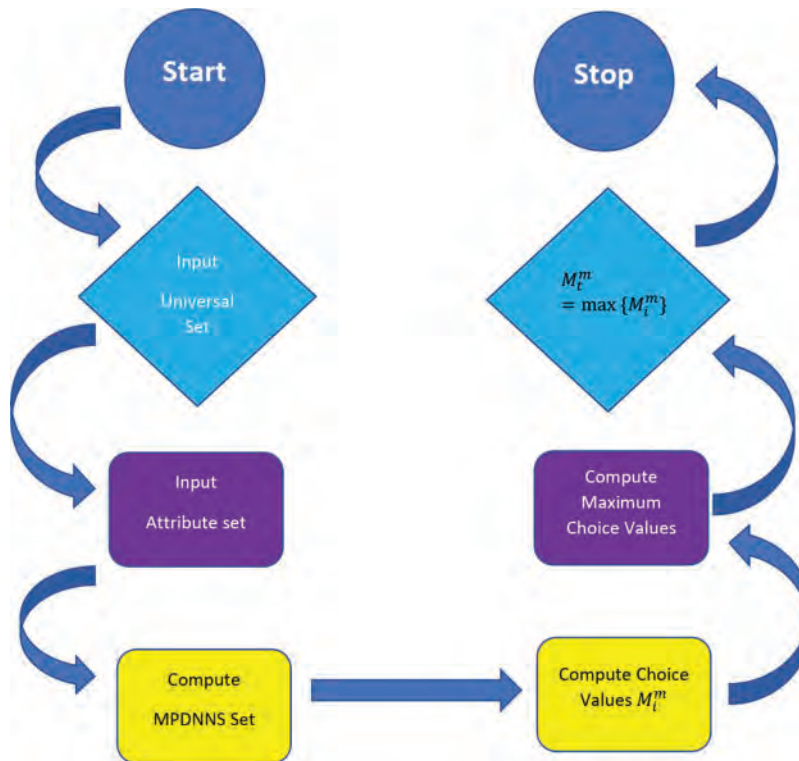 Start
Input
Universal
Set
Input
Attribute set
Compute
MPDNNS Set
Compute Choice
Values $M_i^m$
Compute
Maximum
Choice Values
$M_t^m$
$= \max \{M_i^m\}$
Stop